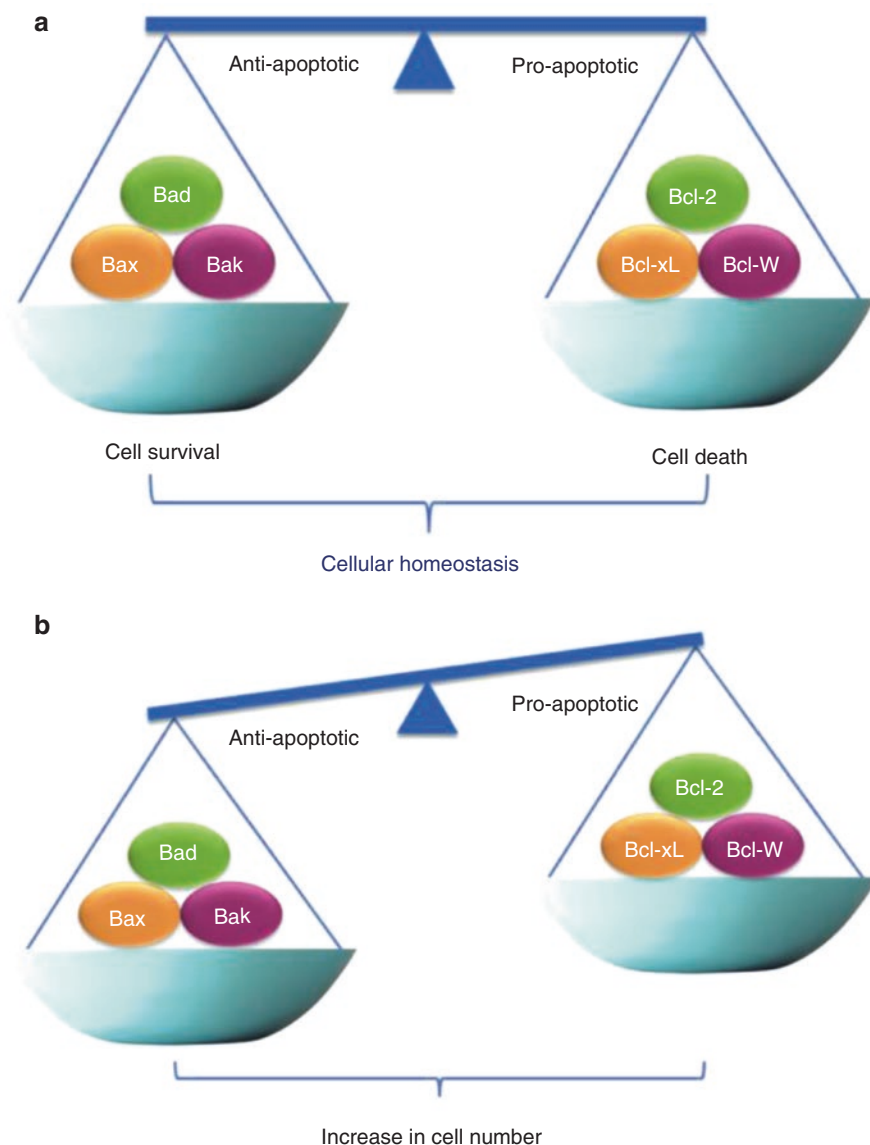 a
Anti-apoptotic
Pro-apoptotic
Bad
Bcl-2
Bax
Bak
Bcl-xL
Bcl-W
Cell survival
Cell death
Cellular homeostasis
b
Pro-apoptotic
Anti-apoptotic
Bcl-2
Bad
Bcl-xL
Bcl-W
Bax
Bak
Increase in cell number